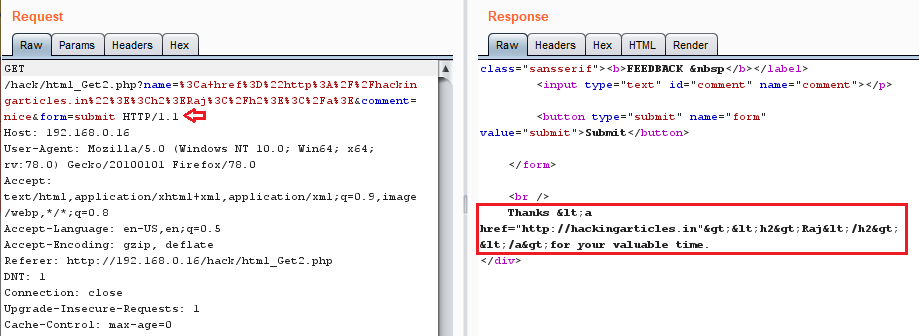 Request
Raw Params Headers Hex
GET
/hack/html_Get2.php?name=%3Ca+href%3D%22http%3A%2F%2Fhackin
garticles.in%22%3E%3Ch2%3ERaj%3C%2Fh2%3E%3C%2Fa%3E&comment=
nice&form=submit HTTP/1.1
Host: 192.168.0.16
User-Agent: Mozilla/5.0 (Windows NT 10.0; Win64; x64;
rv:78.0) Gecko/20100101 Firefox/78.0
Accept:
text/html,application/xhtml+xml,application/xml;q=0.9,image
/webp,*/*;q=0.8
Accept-Language: en-US,en;q=0.5
Accept-Encoding: gzip, deflate
Referer: http://192.168.0.16/hack/html_Get2.php
DNT: 1
Connection: close
Upgrade-Insecure-Requests: 1
Cache-Control: max-age=0
Response
Raw Headers Hex HTML Render
class="sansserif"><b>FEEDBACK &nbsp</b></label>
<input type="text" id="comment" name="comment"></p>
<button type="submit" name="form"
value="submit">Submit</button>
</form>
<br />
Thanks &lt;a
href="http://hackingarticles.in"&gt;&lt;h2&gt;Raj&lt;/h2&gt;
&lt;/a&gt;for your valuable time.
</div>